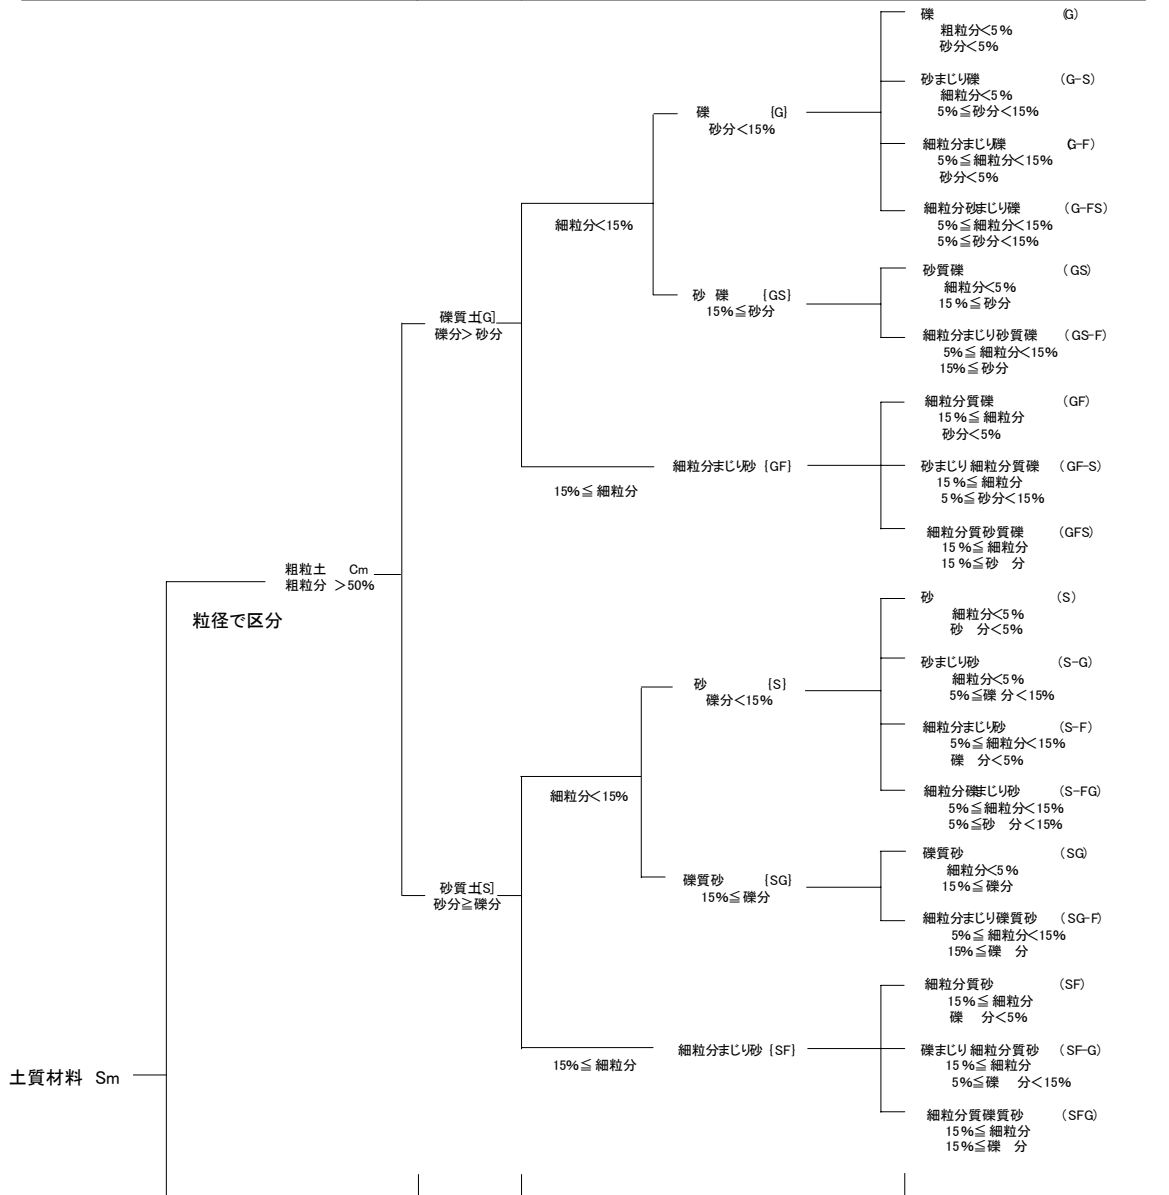 礫 (G)
粗粒分<5%
砂分<5%
砂まじり礫 (G-S)
細粒分<5%
5%≦砂分<15%
礫 {G}
砂分<15%
細粒分まじり礫 (G-F)
5%≦細粒分<15%
砂分<5%
細粒分砂まじり礫 (G-FS)
5%≦細粒分<15%
5%≦砂分<15%
細粒分<15%
砂質礫 (GS)
細粒分<5%
15%≦砂分
砂 礫 {GS}
15%≦砂分
礫質土[G]
礫分>砂分
細粒分まじり砂質礫 (GS-F)
5%≦細粒分<15%
15%≦砂分
細粒分質礫 (GF)
15%≦細粒分
砂分<5%
細粒分まじり砂 {GF}
15%≦細粒分
砂まじり細粒分質礫 (GF-S)
15%≦細粒分
5%≦砂分<15%
細粒分質砂質礫 (GFS)
15%≦細粒分
15%≦砂 分
粗粒土 Cm
粗粒分 >50%
粒径で区分
砂 (S)
細粒分<5%
砂 分<5%
砂まじり砂 (S-G)
細粒分<5%
5%≦礫 分<15%
砂 {S}
礫分<15%
細粒分まじり砂 (S-F)
5%≦細粒分<15%
礫 分<5%
細粒分<15%
細粒分礫まじり砂 (S-FG)
5%≦細粒分<15%
5%≦砂 分<15%
礫質砂 (SG)
細粒分<5%
15%≦礫分
礫質砂 {SG}
15%≦礫分
砂質土[S]
砂分≧礫分
細粒分まじり礫質砂 (SG-F)
5%≦細粒分<15%
15%≦礫 分
細粒分質砂 (SF)
15%≦細粒分
礫 分<5%
細粒分まじり砂 {SF}
15%≦細粒分
礫まじり細粒分質砂 (SF-G)
15%≦細粒分
5%≦礫 分<15%
土質材料 Sm
細粒分質礫質砂 (SFG)
15%≦細粒分
15%≦礫 分